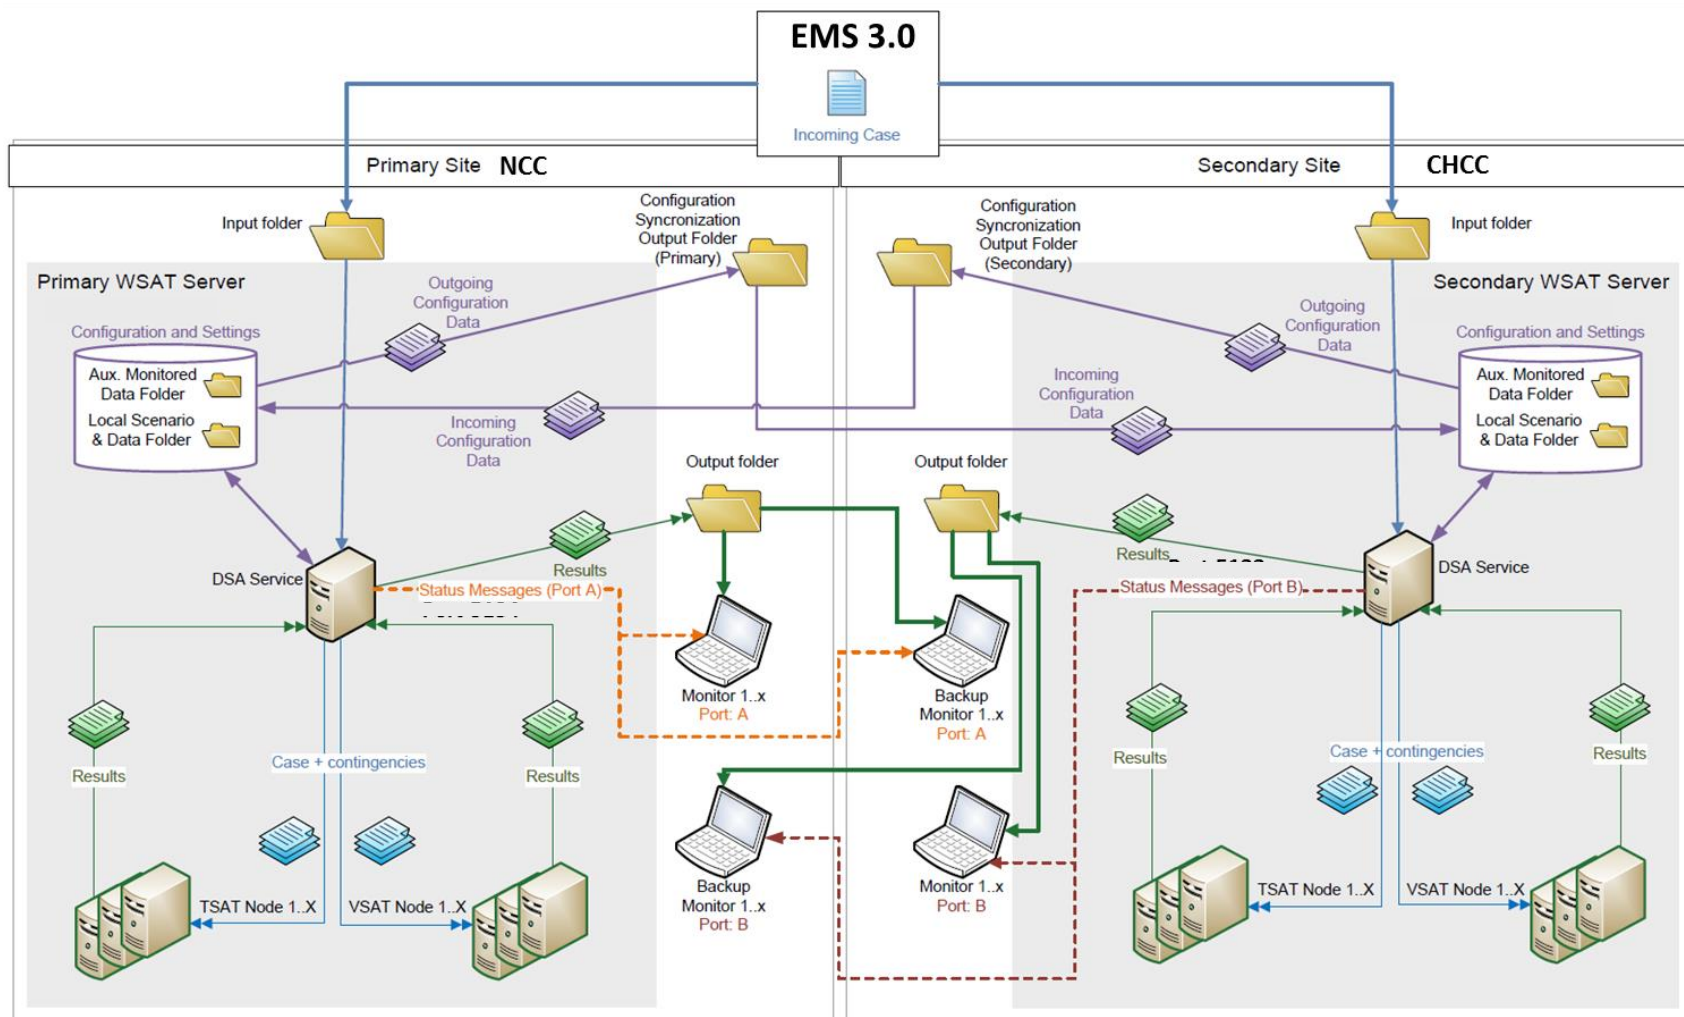 EMS 3.0
Incoming Case
Primary Site NCC
Secondary Site CHCC
Input folder
Configuration
Syncronization
Output Folder
(Primary)
Configuration
Syncronization
Output Folder
(Secondary)
Input folder
Primary WSAT Server
Outgoing
Configuration
Data
Configuration and Settings
Aux. Monitored
Data Folder
Local Scenario
& Data Folder
Incoming
Configuration
Data
Secondary WSAT Server
Outgoing
Configuration
Data
Configuration and Settings
Aux. Monitored
Data Folder
Local Scenario
& Data Folder
Incoming
Configuration
Data
Output folder
Output folder
DSA Service
Results
Status Messages (Port A)
Results
DSA Service
Status Messages (Port B)
Monitor 1..x
Port: A
Backup
Monitor 1..x
Port: A
Results
Case + contingencies
Results
Results
Case + contingencies
Results
TSAT Node 1..X
VSAT Node 1..X
Backup
Monitor 1..x
Port: B
Monitor 1..x
Port: B
TSAT Node 1..X
VSAT Node 1..X